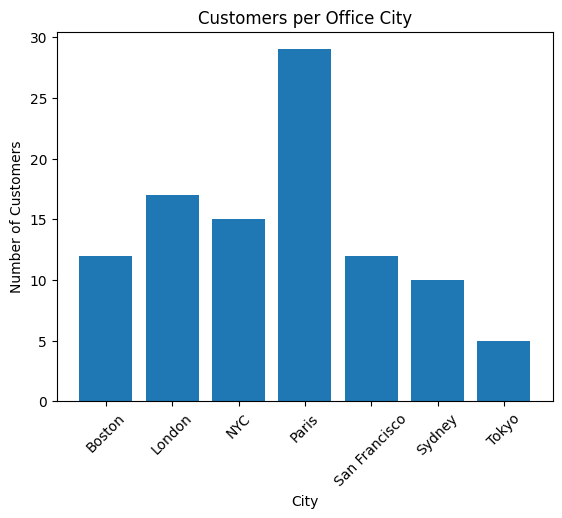 Customers per Office City
Number of Customers
30
25
20
15
10
5
0
Boston
London
NYC
Paris
San Francisco
Sydney
Tokyo
City